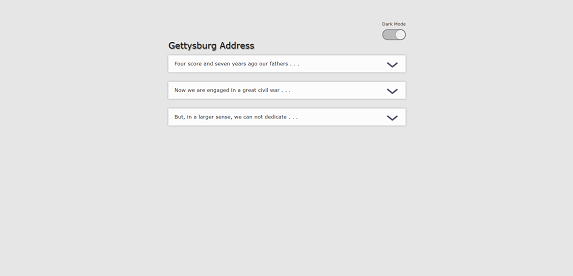 Dark Mode
Gettysburg Address
Four score and seven years ago our fathers . . .
Now we are engaged in a great civil war . . .
But, in a larger sense, we can not dedicate . . .